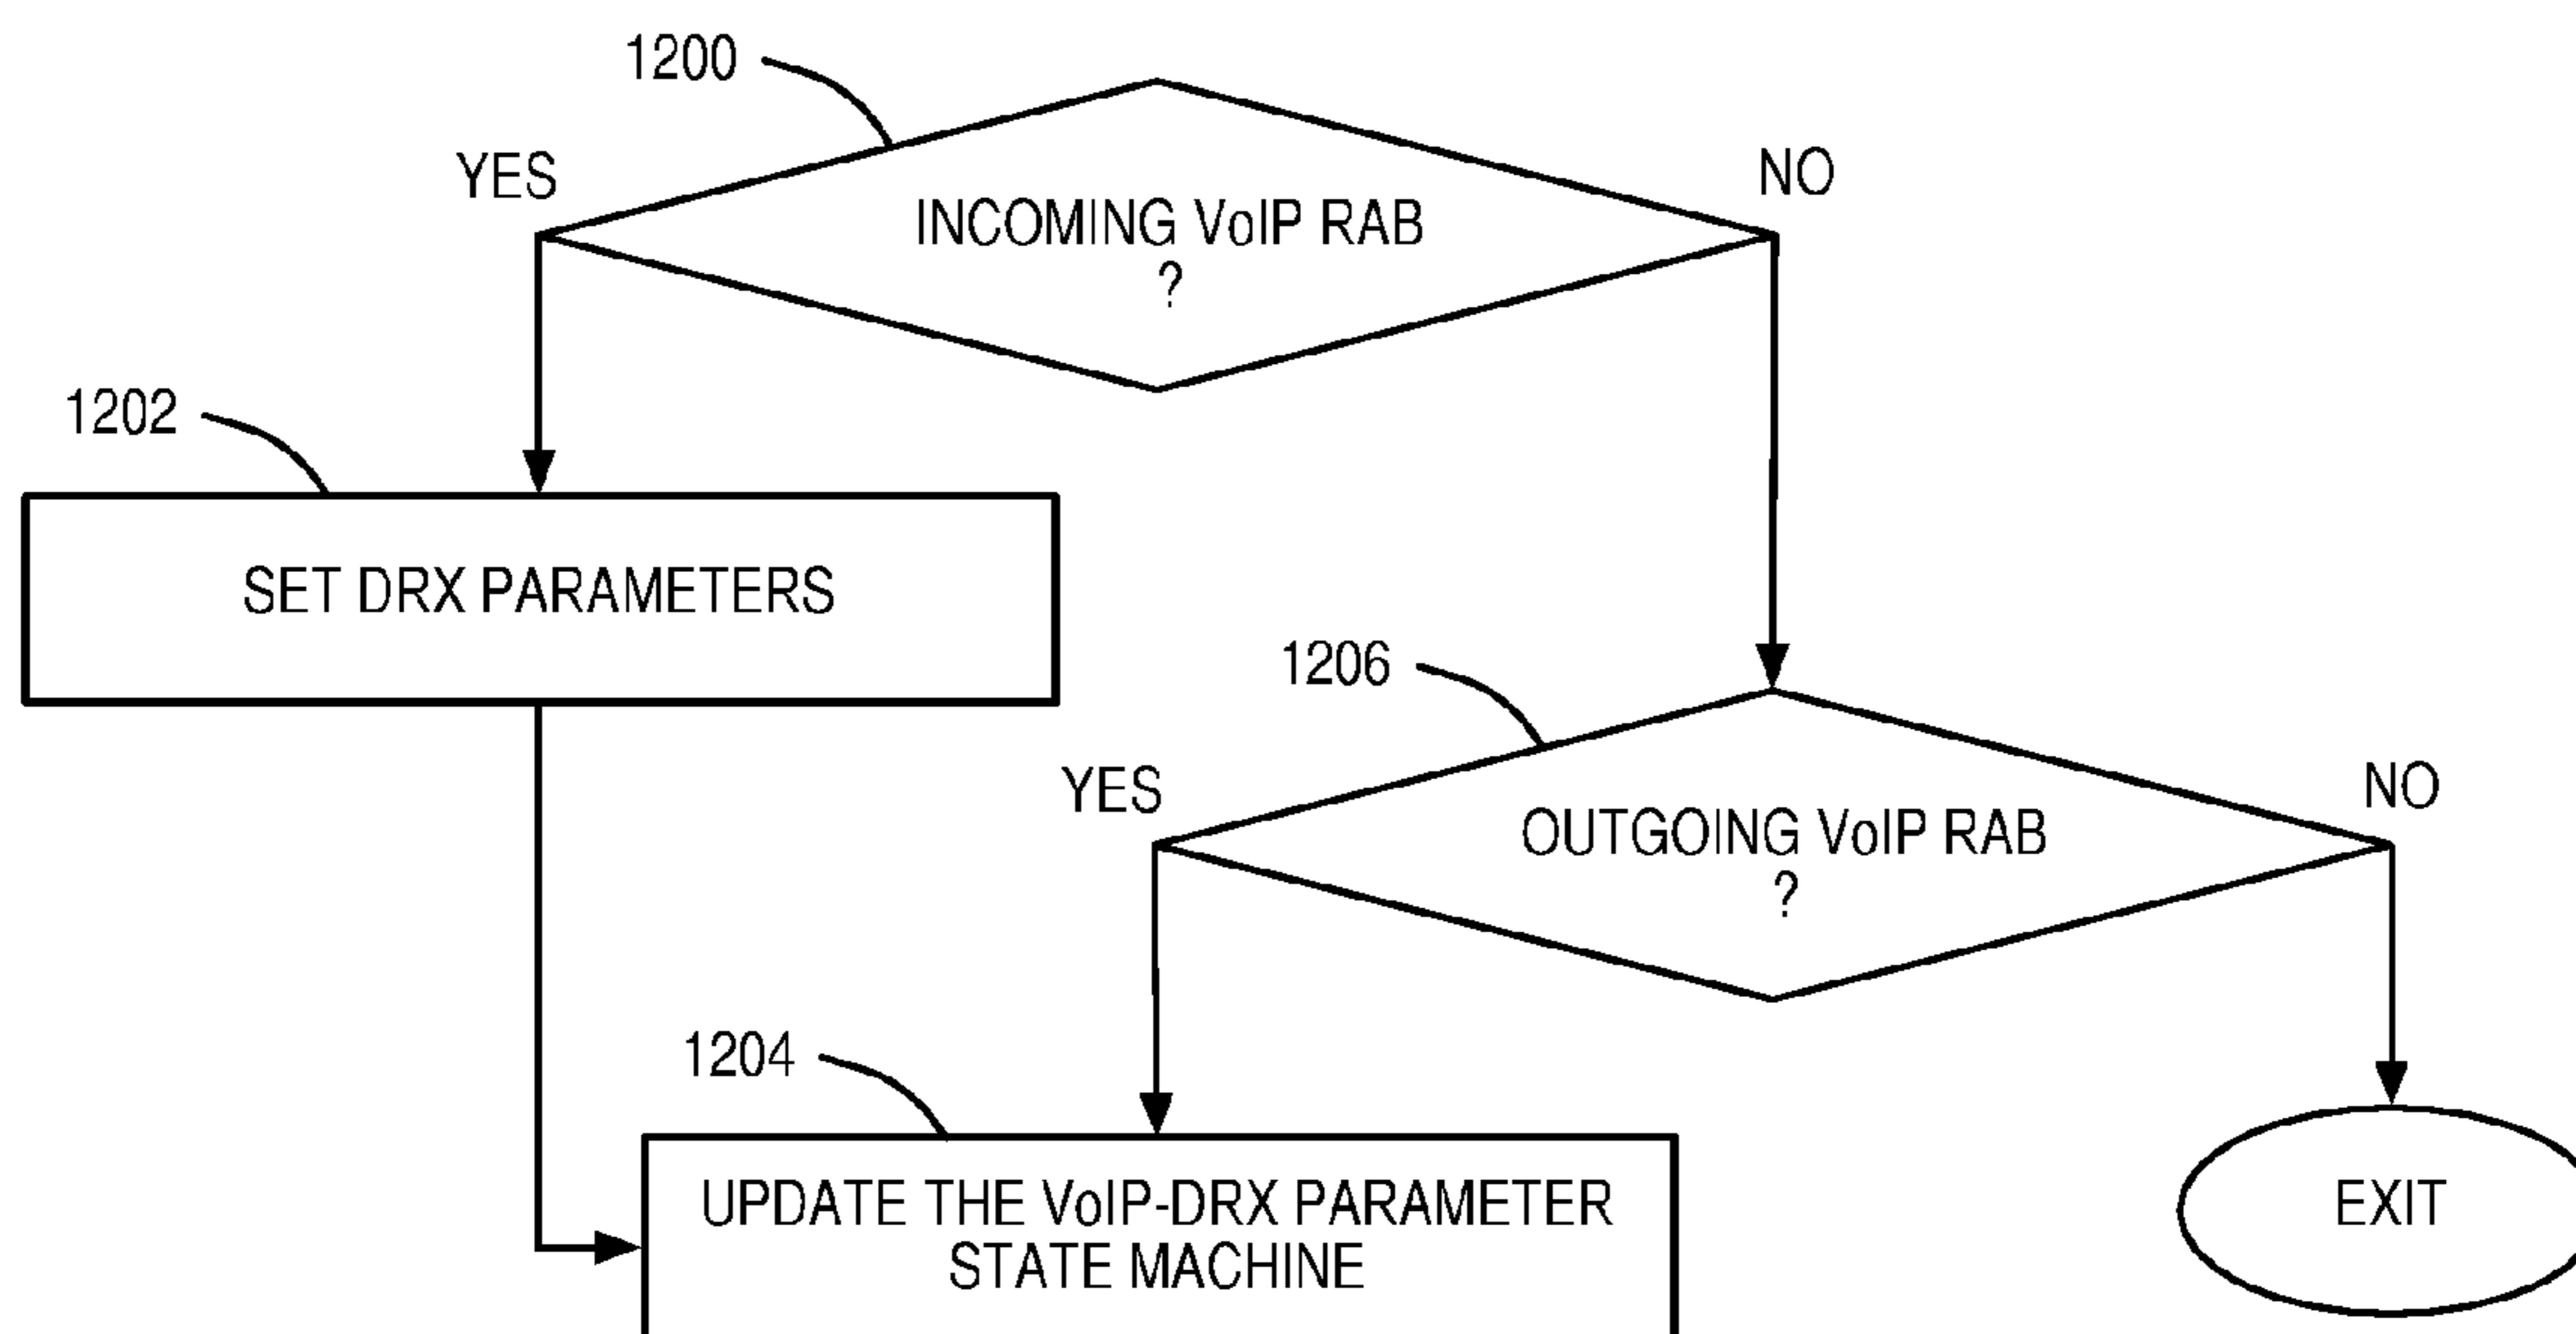 1200
YES
NO
INCOMING VoIP RAB
?
1202
SET DRX PARAMETERS
1206
YES
NO
OUTGOING VoIP RAB
?
1204
UPDATE THE VoIP-DRX PARAMETER
STATE MACHINE
EXIT